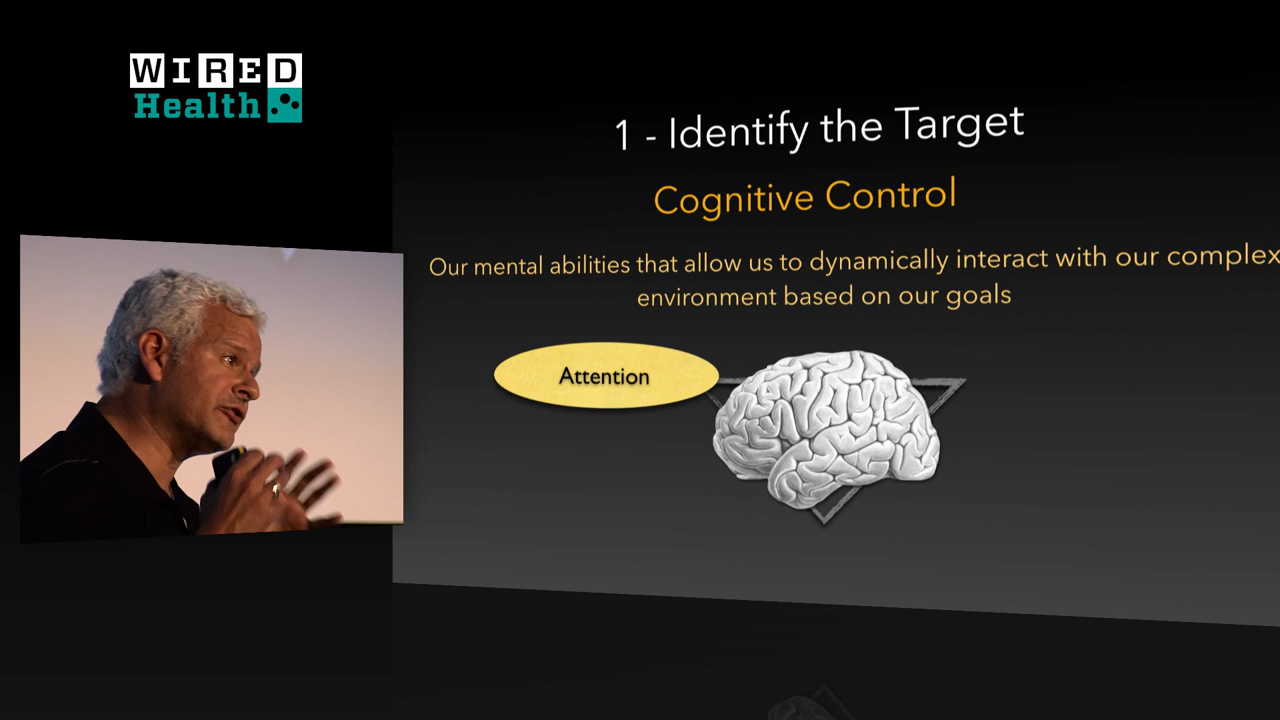 WIRED
Health
1 - Identify the Target
Cognitive Control
Our mental abilities that allow us to dynamically interact with our complex
environment based on our goals
Attention